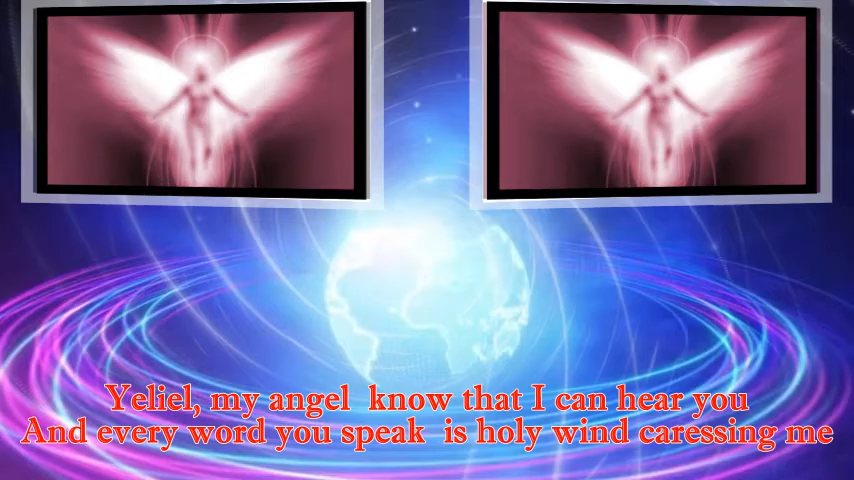 Yeliel, my angel  know that I can hear you
And every word you speak  is holy wind caressing me